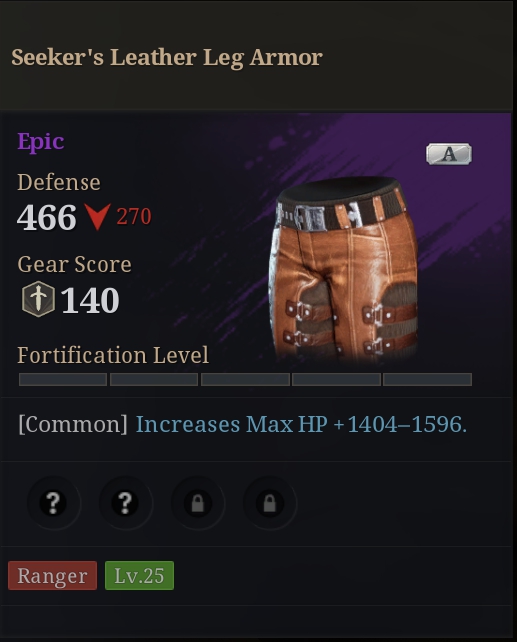 Seeker's Leather Leg Armor
Epic
A
Defense
466 270
Gear Score
140
Fortification Level
[Common] Increases Max HP +1404–1596.
? ?
Ranger Lv.25